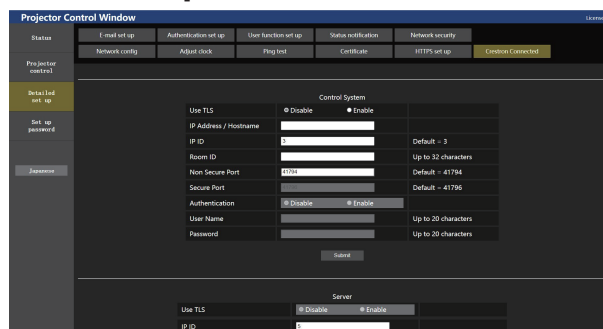 Projector Control Window
License
Status
E-mail set up
Authentication set up
User function set up
Status notification
Network security
Network config
Adjust clock
Ping test
Certificate
HTTPS set up
Crestron Connected
Projector control
Detailed set up
Set up password
Japanese
Control System
Use TLS Disable Enable
IP Address / Hostname
IP ID 3 Default = 3
Room ID Up to 32 characters
Non Secure Port 41794 Default = 41794
Secure Port Default = 41796
Authentication Disable Enable
User Name Up to 20 characters
Password Up to 20 characters
Submit
Server
Use TLS Disable Enable
IP ID 5